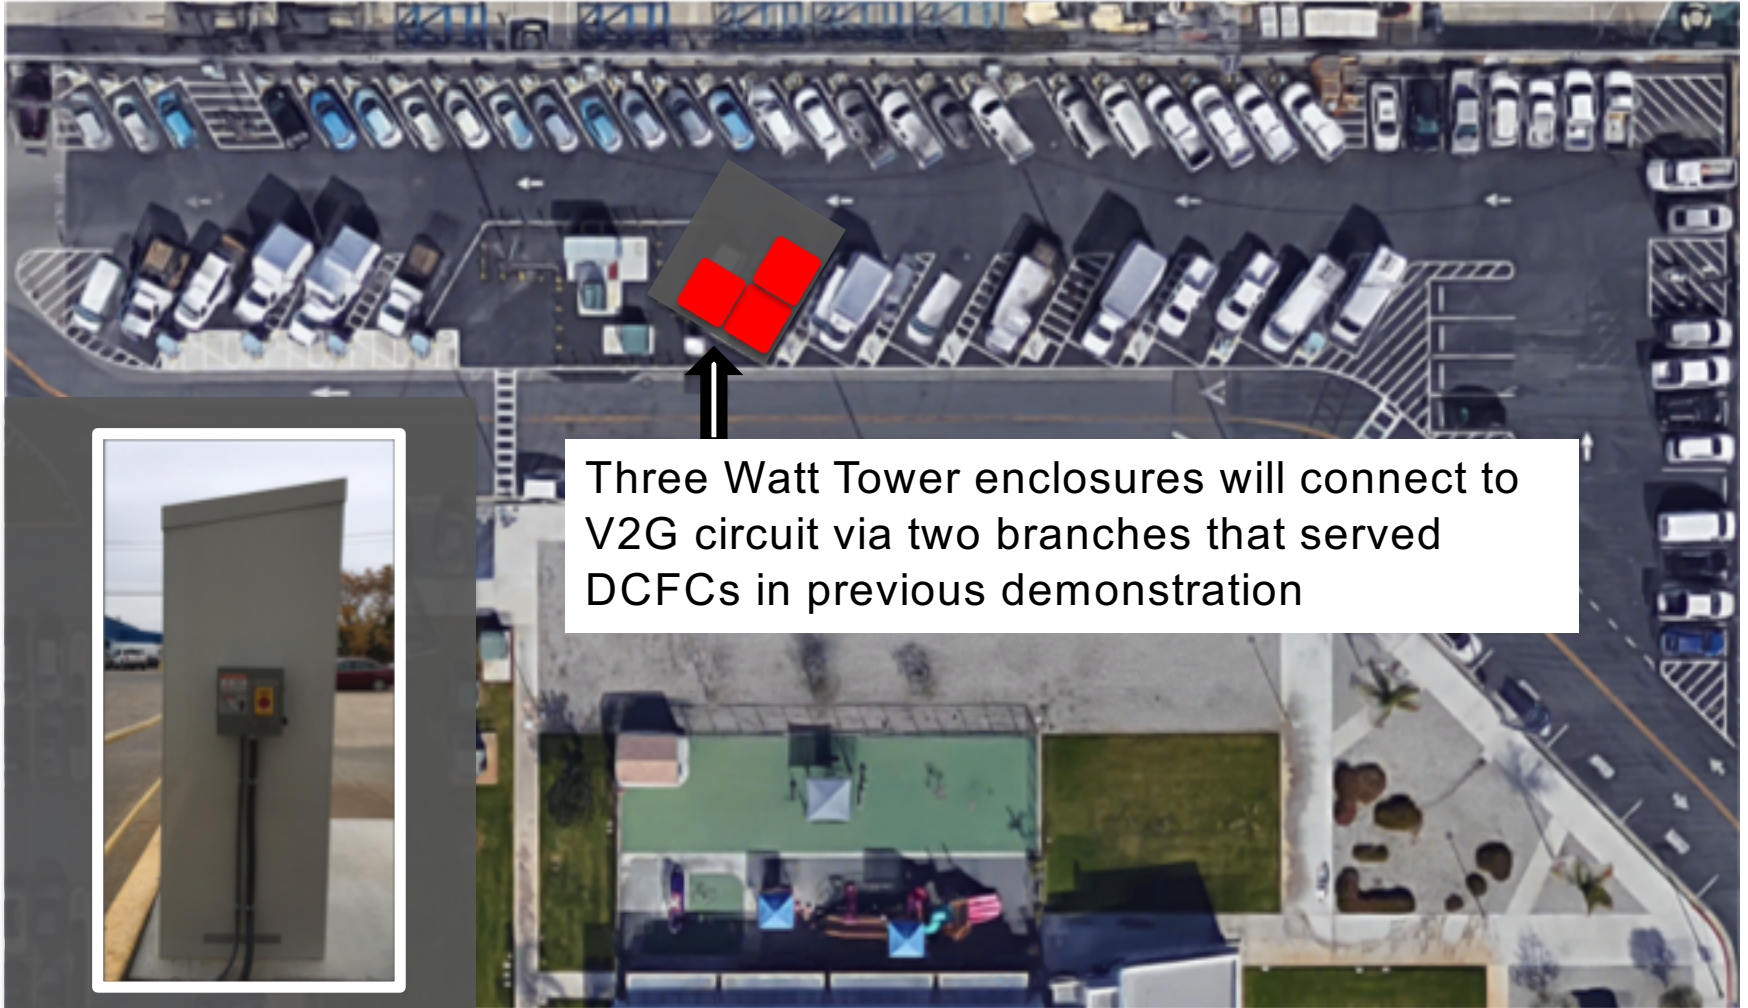 Three Watt Tower enclosures will connect to
V2G circuit via two branches that served
DCFCs in previous demonstration